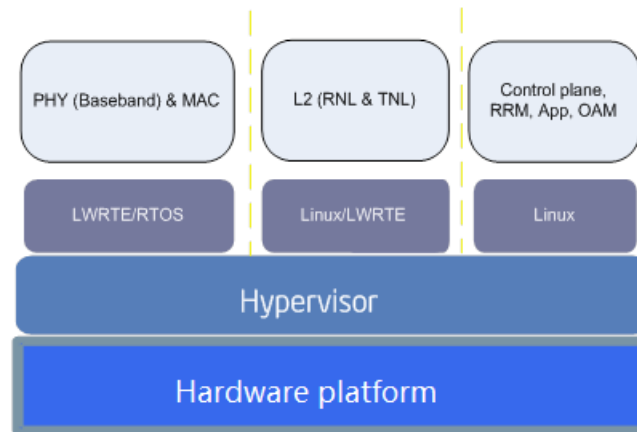 PHY (Baseband) & MAC
L2 (RNL & TNL)
Control plane,
RRM, App, OAM
LWRTE/RTOS
Linux/LWRTE
Linux
Hypervisor
Hardware platform